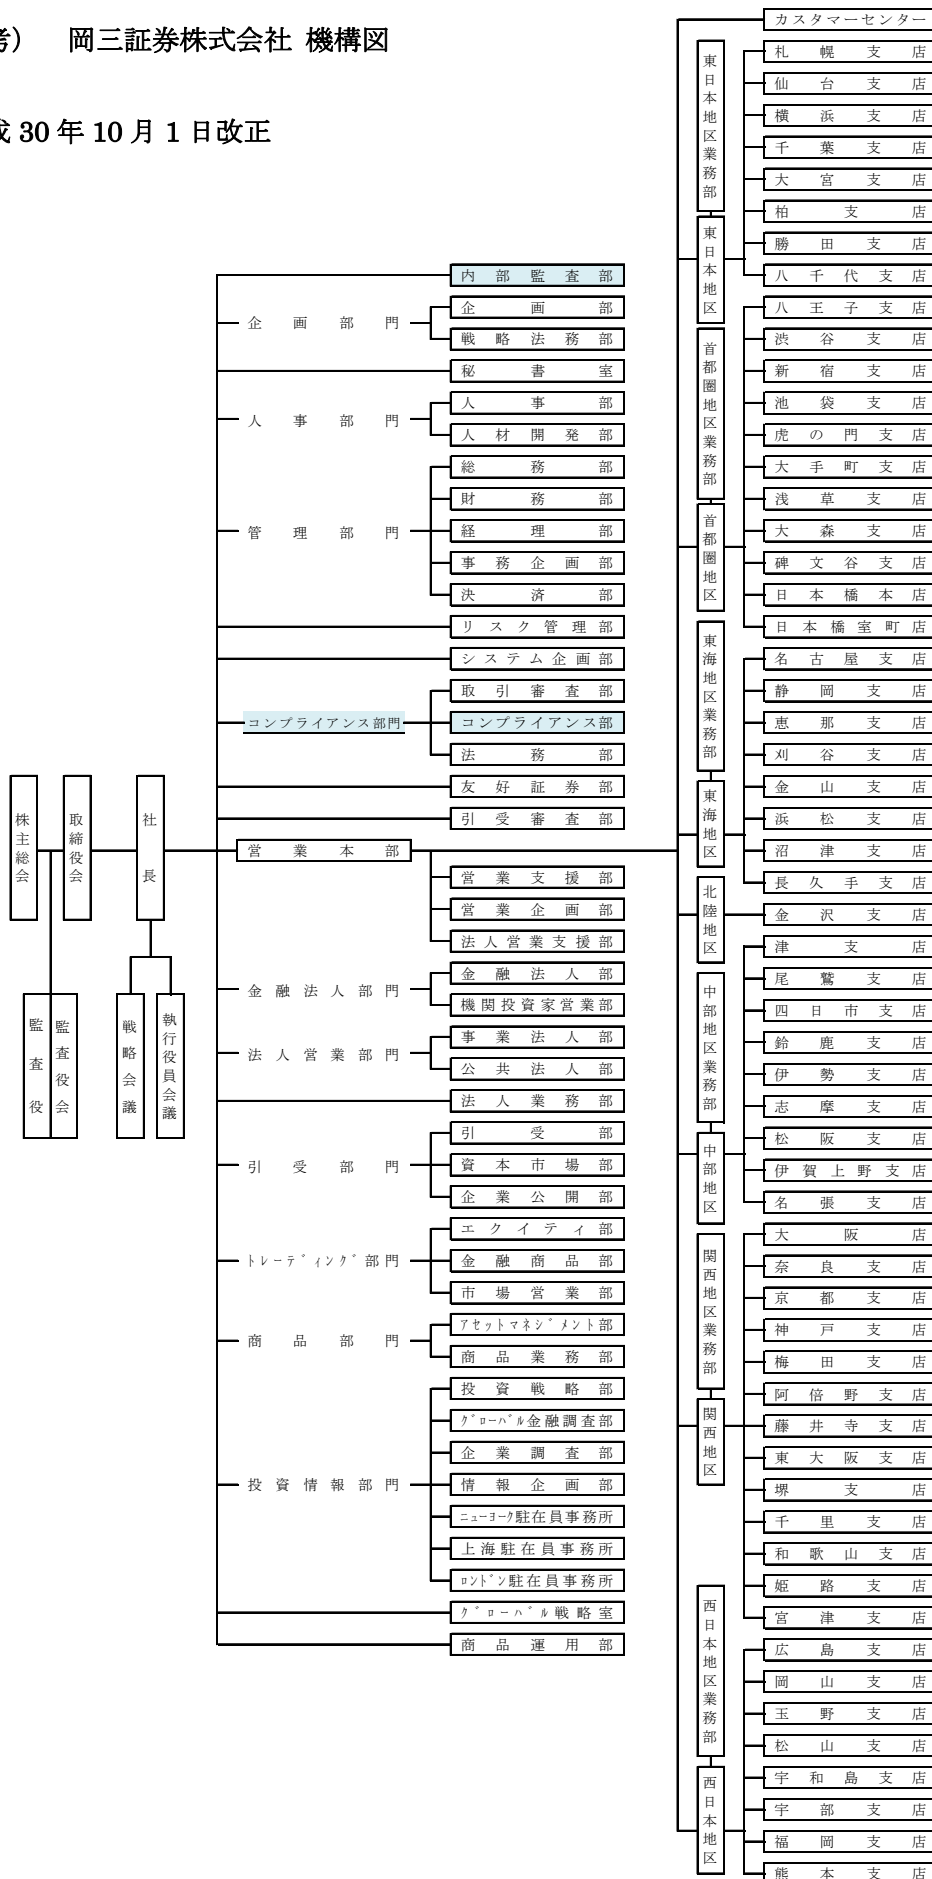 考） 岡三証券株式会社 機構図
成 30 年 10 月 1 日改正
株主総会
取締役会
社長
監査役
監査役会
戦略会議
執行役員会議
内部監査部
企画部門
企画部
戦略法務部
秘書室
人事部門
人事部
人材開発部
管理部門
総務部
財務部
経理部
事務企画部
決済部
リスク管理部
システム企画部
コンプライアンス部門
取引審査部
コンプライアンス部
法務部
友好証券部
引受審査部
営業本部
営業支援部
営業企画部
法人営業支援部
金融法人部門
金融法人部
機関投資家営業部
法人営業部門
事業法人部
公共法人部
法人業務部
引受部門
引受部
資本市場部
企業公開部
ﾄﾚｰﾃﾞｨﾝｸﾞ部門
エクイティ部
金融商品部
市場営業部
商品部門
ｱｾｯﾄﾏﾈｼﾞﾒﾝﾄ部
商品業務部
投資情報部門
投資戦略部
ｸﾞﾛｰﾊﾞﾙ金融調査部
企業調査部
情報企画部
ﾆｭｰﾖｰｸ駐在員事務所
上海駐在員事務所
ﾛﾝﾄﾞﾝ駐在員事務所
ｸﾞﾛｰﾊﾞﾙ戦略室
商品運用部
カスタマーセンター
東日本地区業務部
東日本地区
札幌支店
仙台支店
横浜支店
千葉支店
大宮支店
柏支店
勝田支店
八千代支店
首都圏地区業務部
首都圏地区
八王子支店
渋谷支店
新宿支店
池袋支店
虎の門支店
大手町支店
浅草支店
大森支店
碑文谷支店
日本橋本店
日本橋室町店
東海地区業務部
東海地区
名古屋支店
静岡支店
恵那支店
刈谷支店
金山支店
浜松支店
沼津支店
長久手支店
北陸地区
金沢支店
中部地区業務部
中部地区
津支店
尾鷲支店
四日市支店
鈴鹿支店
伊勢支店
志摩支店
松阪支店
伊賀上野支店
名張支店
関西地区業務部
関西地区
大阪店
奈良支店
京都支店
神戸支店
梅田支店
阿倍野支店
藤井寺支店
東大阪支店
堺支店
千里支店
和歌山支店
姫路支店
宮津支店
西日本地区業務部
西日本地区
広島支店
岡山支店
玉野支店
松山支店
宇和島支店
宇部支店
福岡支店
熊本支店